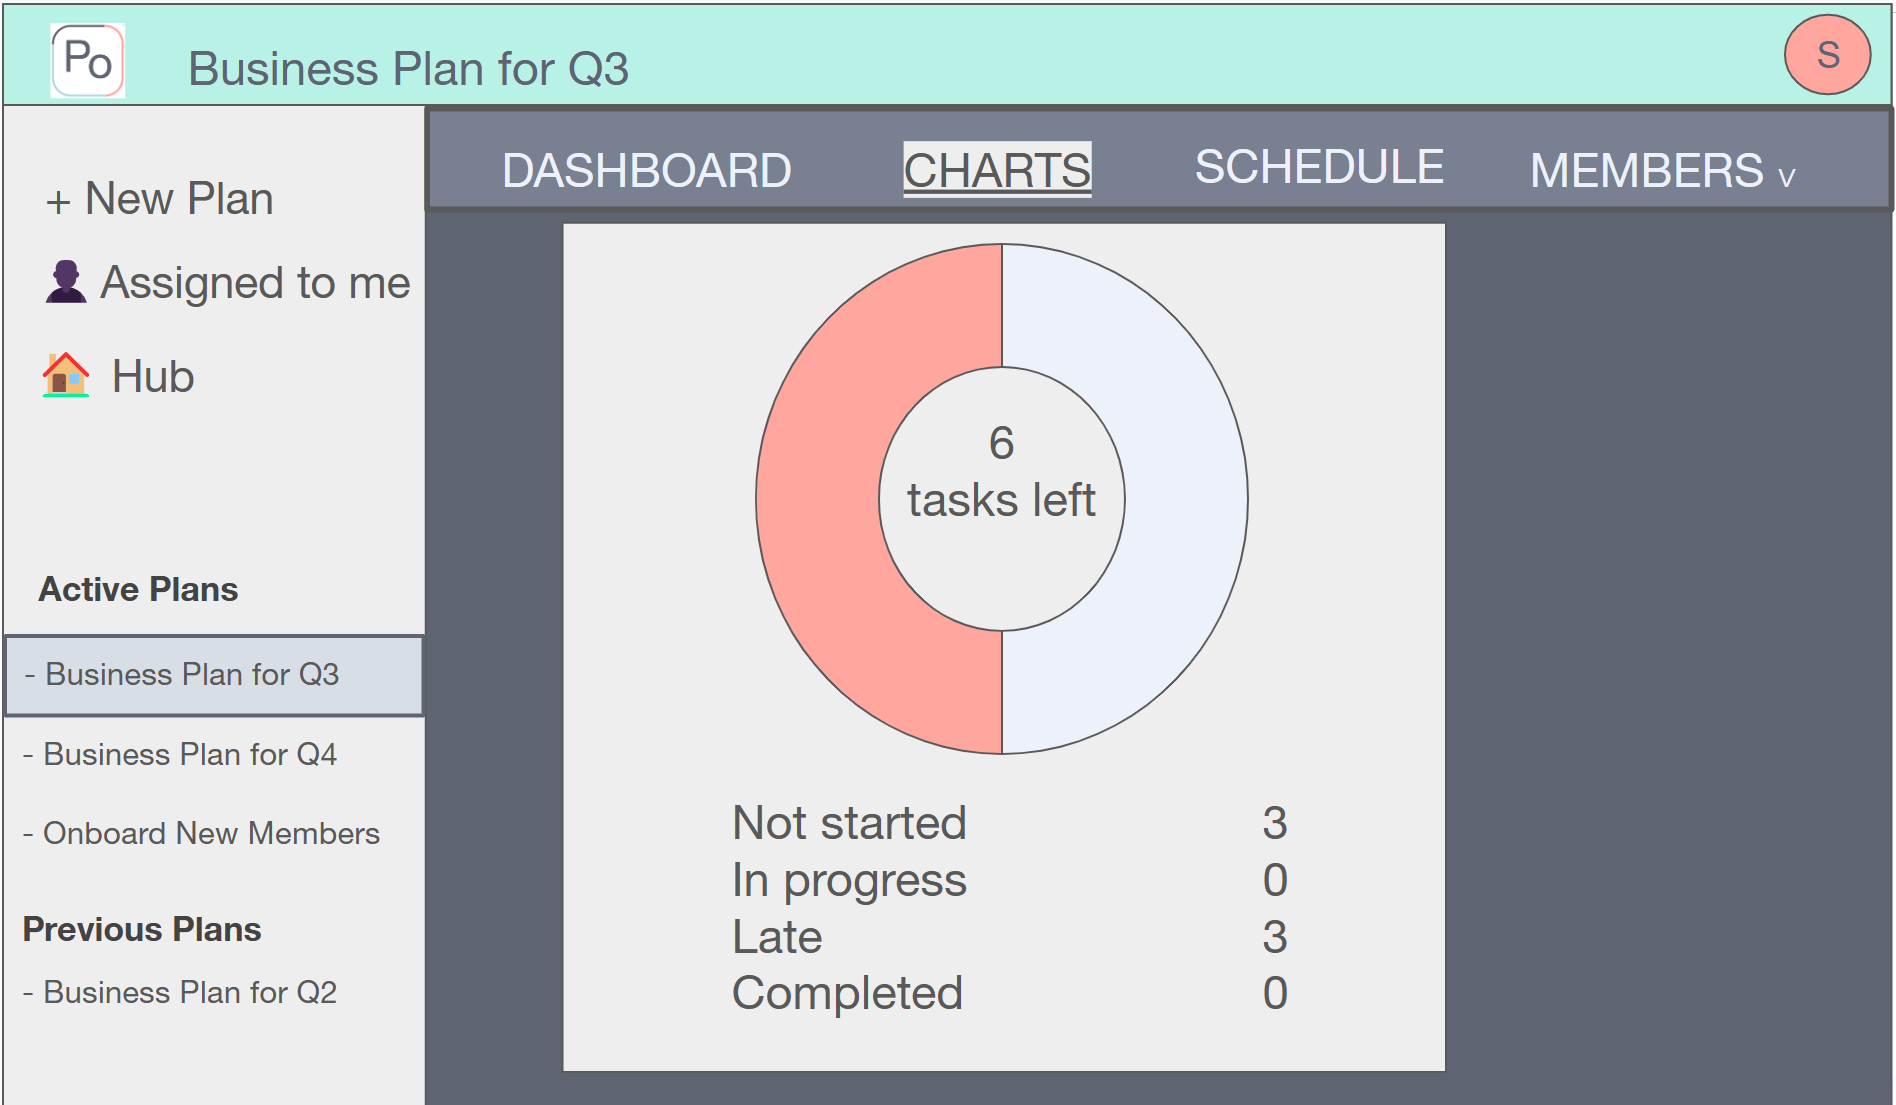 Po
Business Plan for Q3
S
DASHBOARD
CHARTS
SCHEDULE
MEMBERS v
+ New Plan
Assigned to me
Hub
Active Plans
- Business Plan for Q3
- Business Plan for Q4
- Onboard New Members
Previous Plans
- Business Plan for Q2
6
tasks left
Not started 3
In progress 0
Late 3
Completed 0